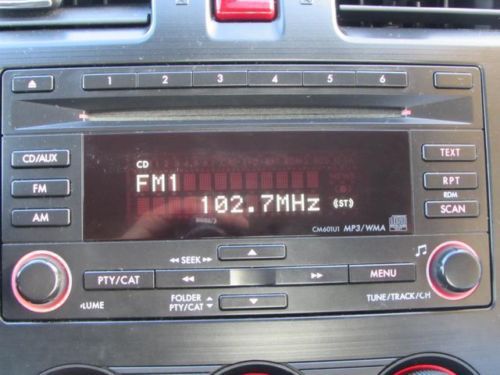 1 2 3 4 5 6
CD/AUX
FM
AM
CD
FM1
102.7MHz (ST)
CM601U1 MP3/WMA
TEXT
RPT
RDM
SCAN
SEEK
PTY/CAT
MENU
FOLDER
PTY/CAT
TUNE/TRACK/CH